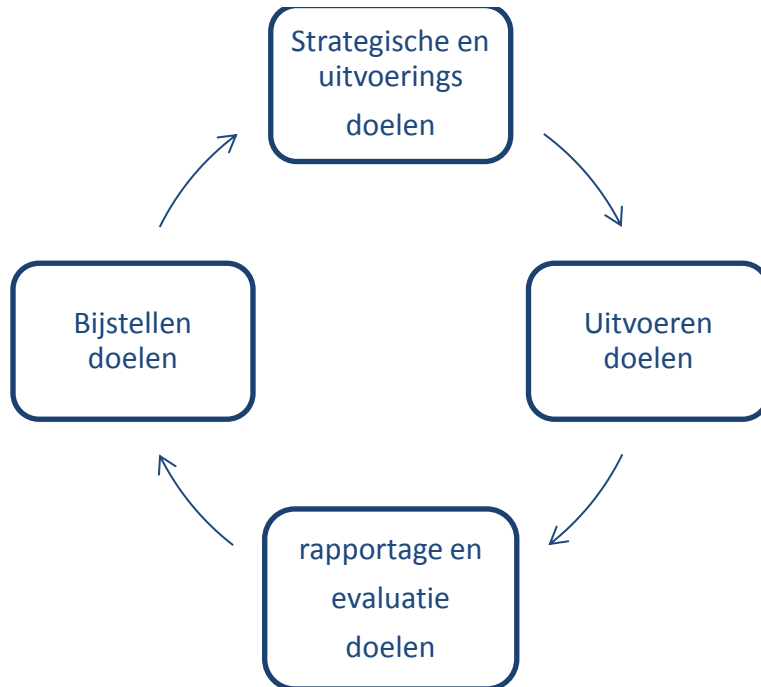 Strategische en
uitvoerings
doelen
Uitvoeren
doelen
rapportage en
evaluatie
doelen
Bijstellen
doelen